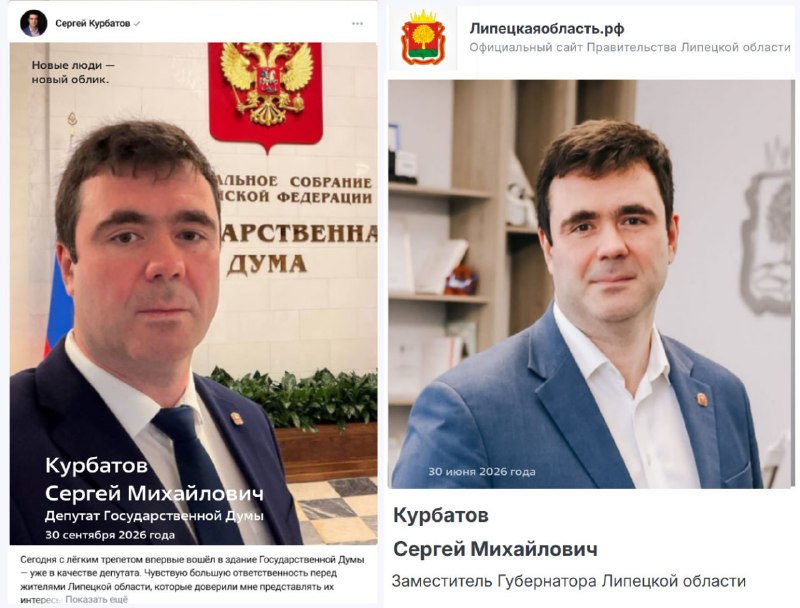 Сергей Курбатов
Новые люди —
новый облик.
АЛЬНОЕ СОБРАНИЕ
СКОЙ ФЕДЕРАЦИИ
АРСТВЕННА
ДУМА
Курбатов
Сергей Михайлович
Депутат Государственной Думы
30 сентября 2026 года
Сегодня с лёгким трепетом впервые вошёл в здание Государственной Думы
— уже в качестве депутата. Чувствую большую ответственность перед
жителями Липецкой области, которые доверили мне представлять их
интересы Показать ещё
Липецкаяобласть.рф
Официальный сайт Правительства Липецкой области
30 июня 2026 года
Курбатов
Сергей Михайлович
Заместитель Губернатора Липецкой области